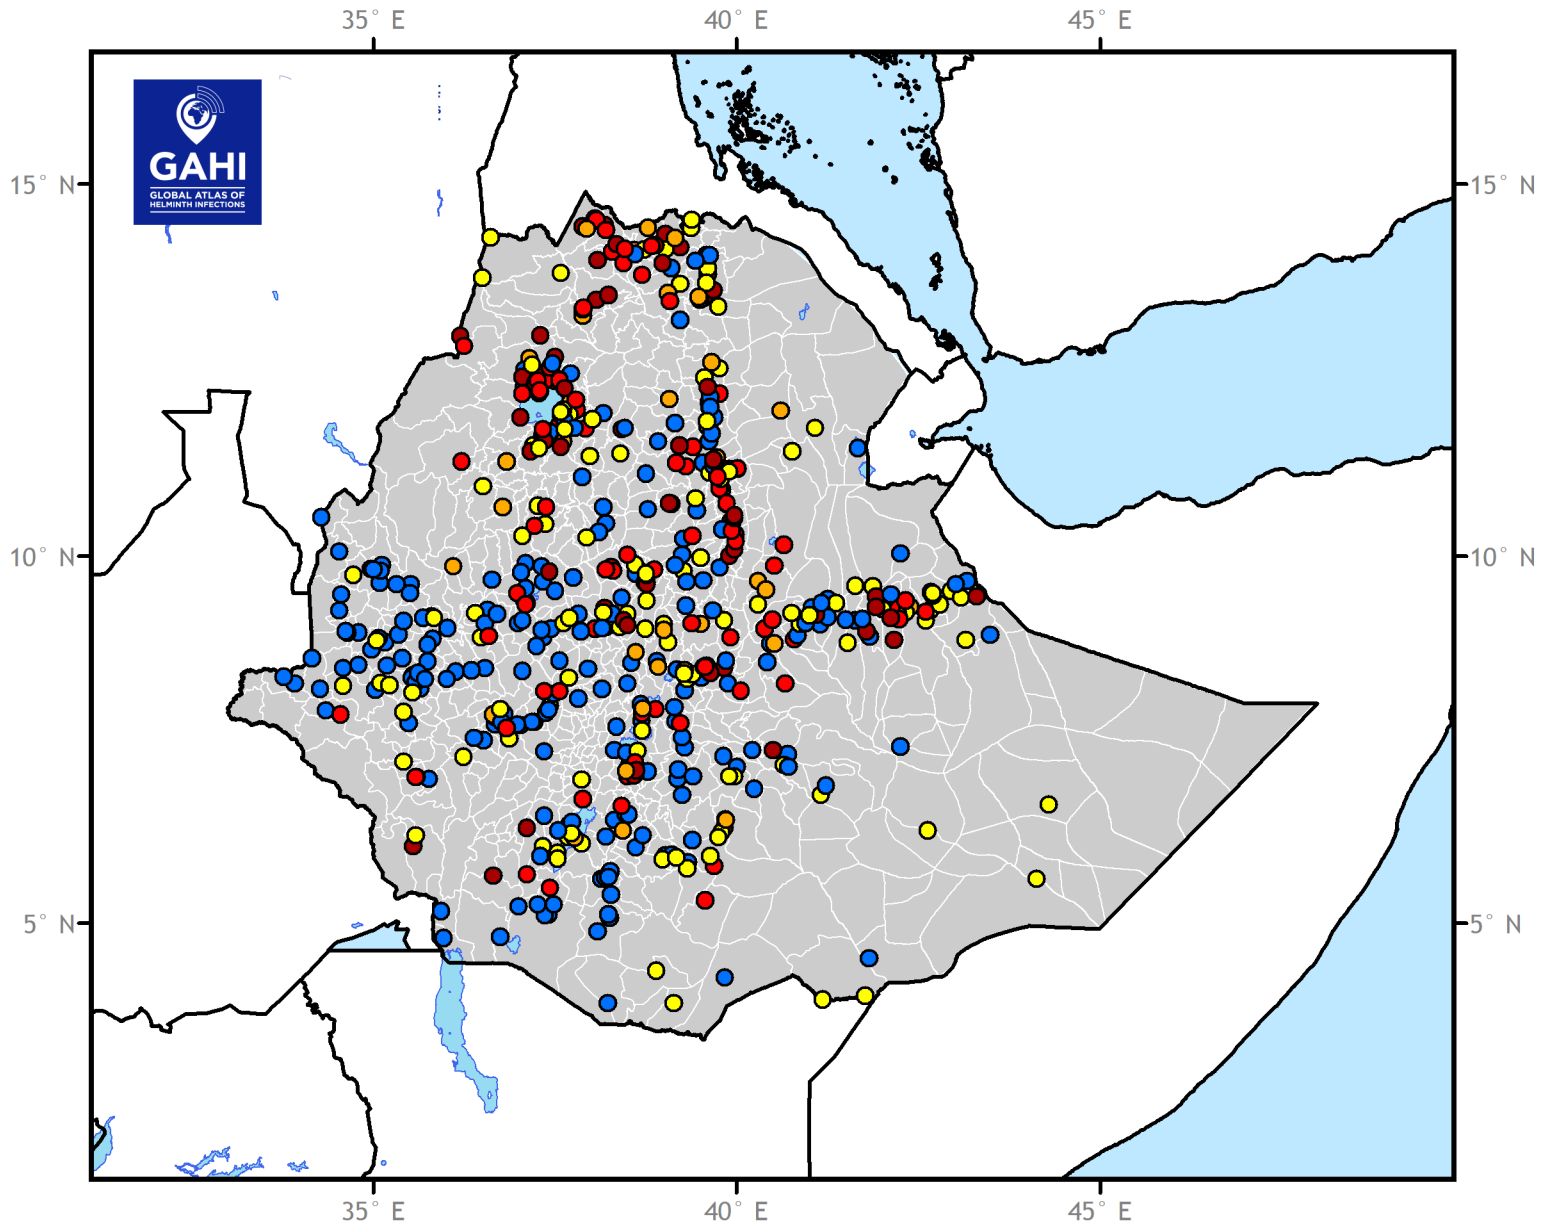 35° E 40° E 45° E
GAHI
GLOBAL ATLAS OF
HELMINTH INFECTIONS
15° N 15° N
10° N 10° N
5° N 5° N
35° E 40° E 45° E